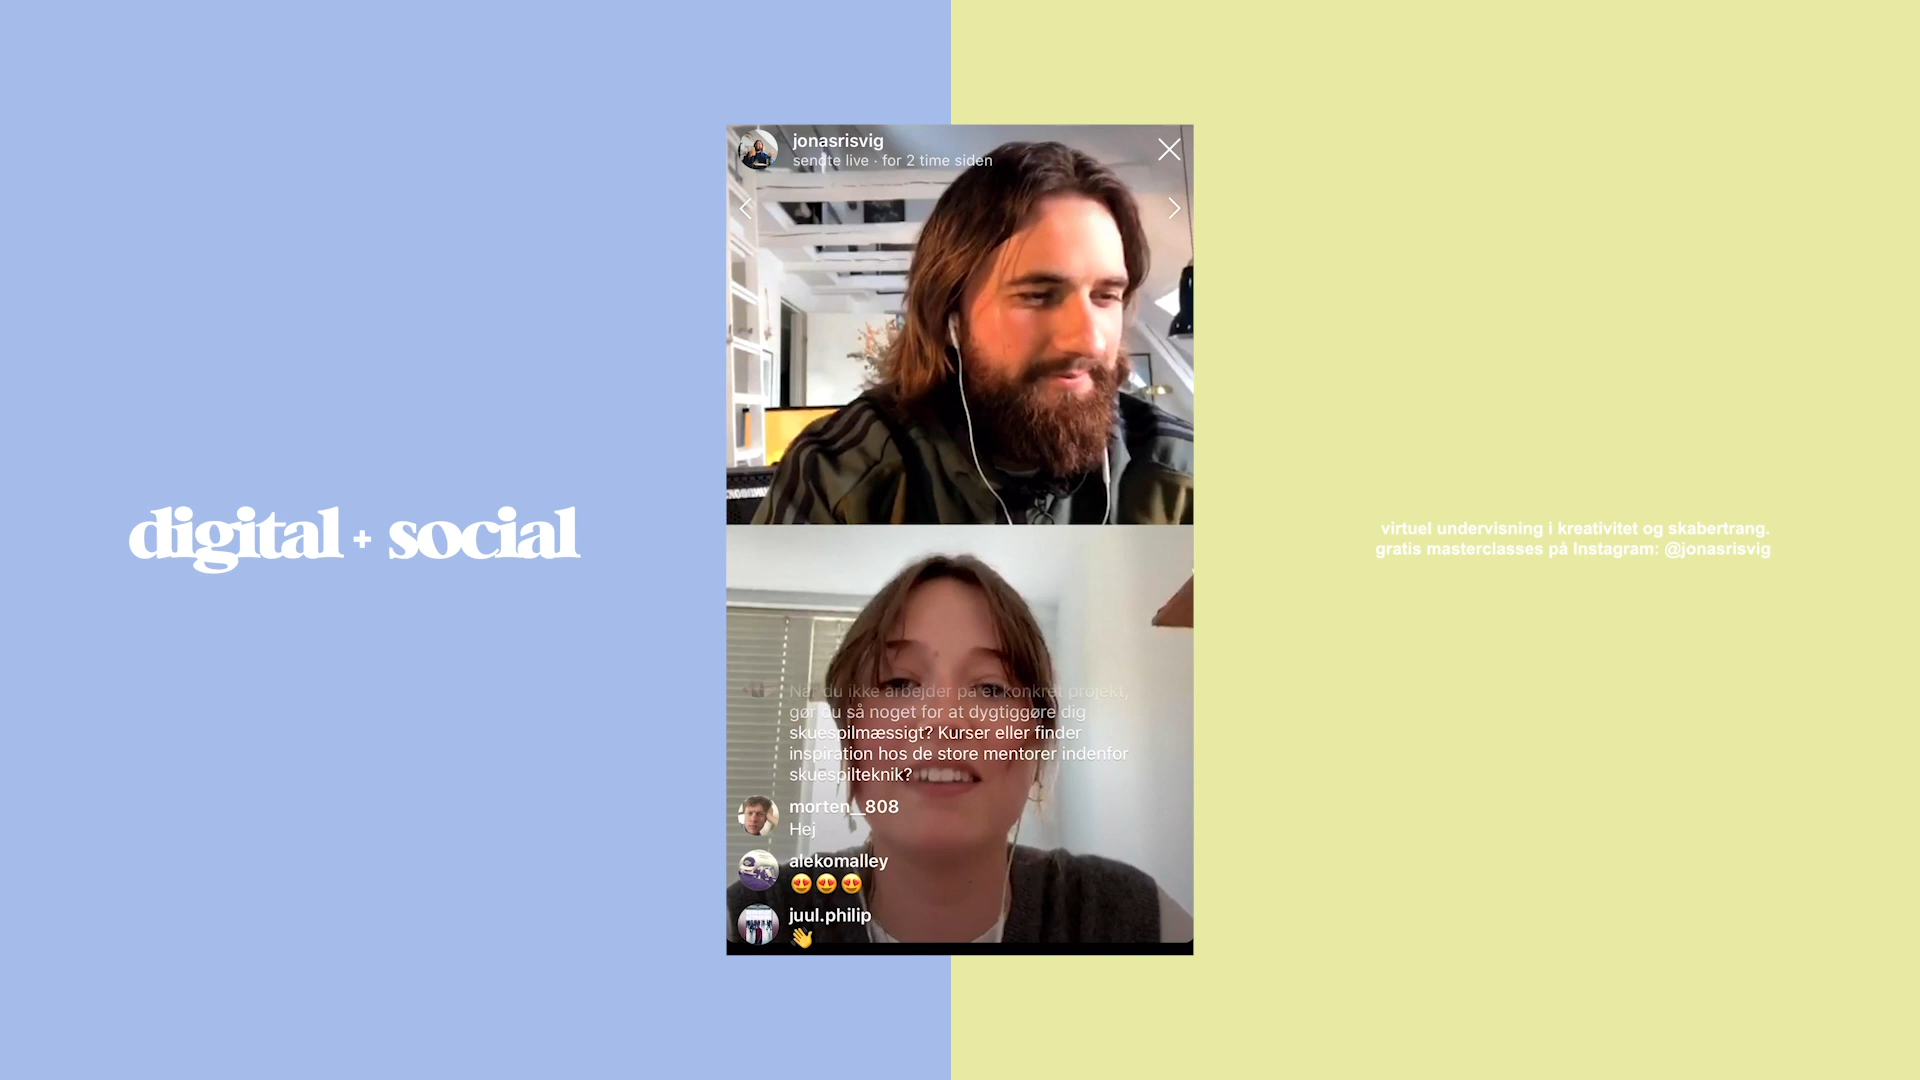 digital + social
jonasrisvig
sendte live · for 2 time siden
Når du ikke arbejder på et konkret projekt,
gør du så noget for at dygtiggøre dig
skuespilmæssigt? Kurser eller finder
inspiration hos de store mentorer indenfor
skuespilteknik?
morten__808
Hej
alekomalley
😍😍😍
juul.philip
👋
virtuel undervisning i kreativitet og skabertrang.
gratis masterclasses på Instagram: @jonasrisvig